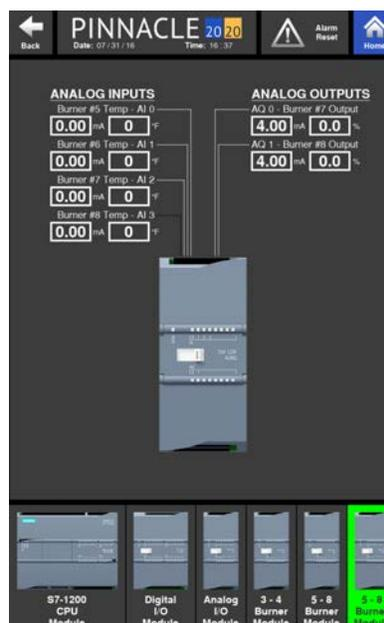 PINNACLE 20 20
Back
Date: 07/31/16 Time: 16:37
Alarm
Reset
Home
ANALOG INPUTS
Burner #5 Temp - AI 0
0.00 mA 0 °F
Burner #6 Temp - AI 1
0.00 mA 0 °F
Burner #7 Temp - AI 2
0.00 mA 0 °F
Burner #8 Temp - AI 3
0.00 mA 0 °F
ANALOG OUTPUTS
AQ 0 - Burner #7 Output
4.00 mA 0.0 %
AQ 1 - Burner #8 Output
4.00 mA 0.0 %
S7-1200
CPU
Module
Digital
I/O
Module
Analog
I/O
Module
3 - 4
Burner
Module
5 - 8
Burner
Module
5 - 8
Burner
Module